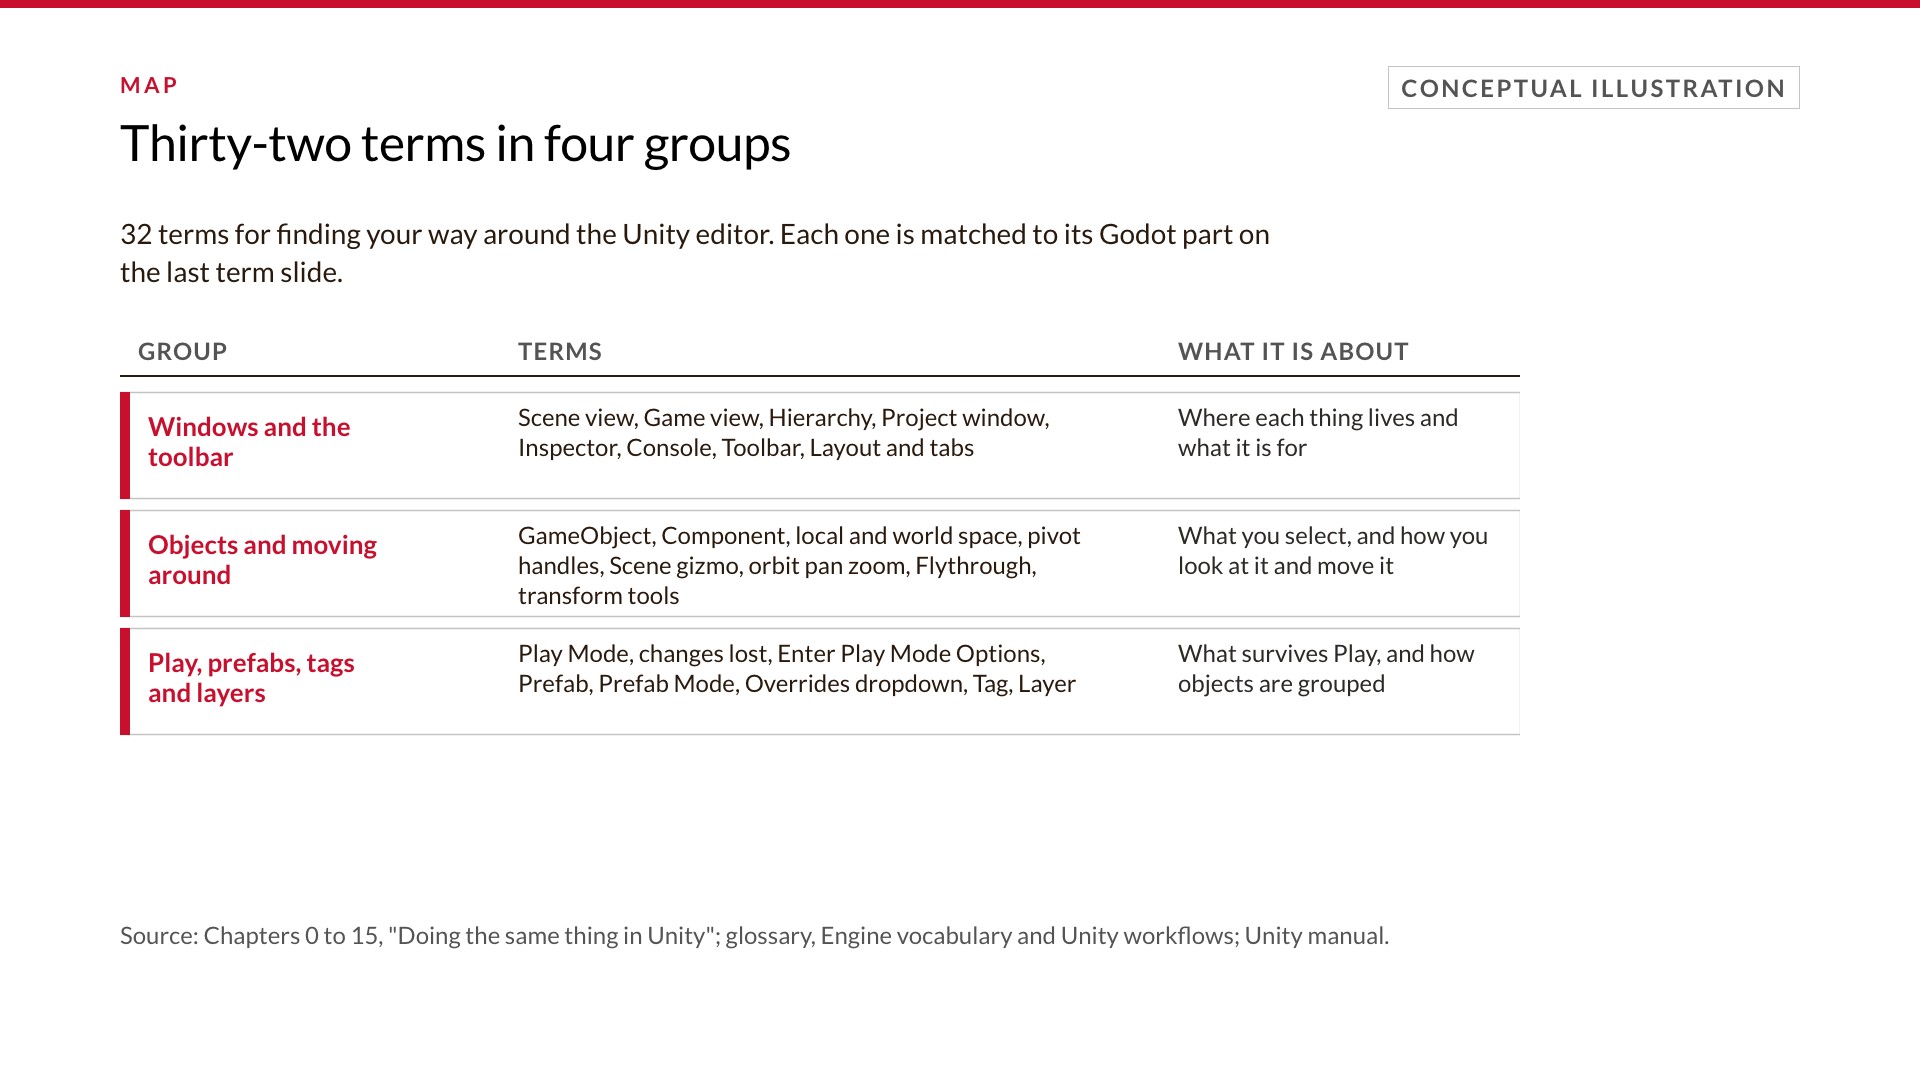 MAP
CONCEPTUAL ILLUSTRATION
Thirty-two terms in four groups
32 terms for finding your way around the Unity editor. Each one is matched to its Godot part on
the last term slide.
GROUP
TERMS
WHAT IT IS ABOUT
Windows and the
toolbar
Scene view, Game view, Hierarchy, Project window,
Inspector, Console, Toolbar, Layout and tabs
Where each thing lives and
what it is for
Objects and moving
around
GameObject, Component, local and world space, pivot
handles, Scene gizmo, orbit pan zoom, Flythrough,
transform tools
What you select, and how you
look at it and move it
Play, prefabs, tags
and layers
Play Mode, changes lost, Enter Play Mode Options,
Prefab, Prefab Mode, Overrides dropdown, Tag, Layer
What survives Play, and how
objects are grouped
Source: Chapters 0 to 15, "Doing the same thing in Unity"; glossary, Engine vocabulary and Unity workflows; Unity manual.